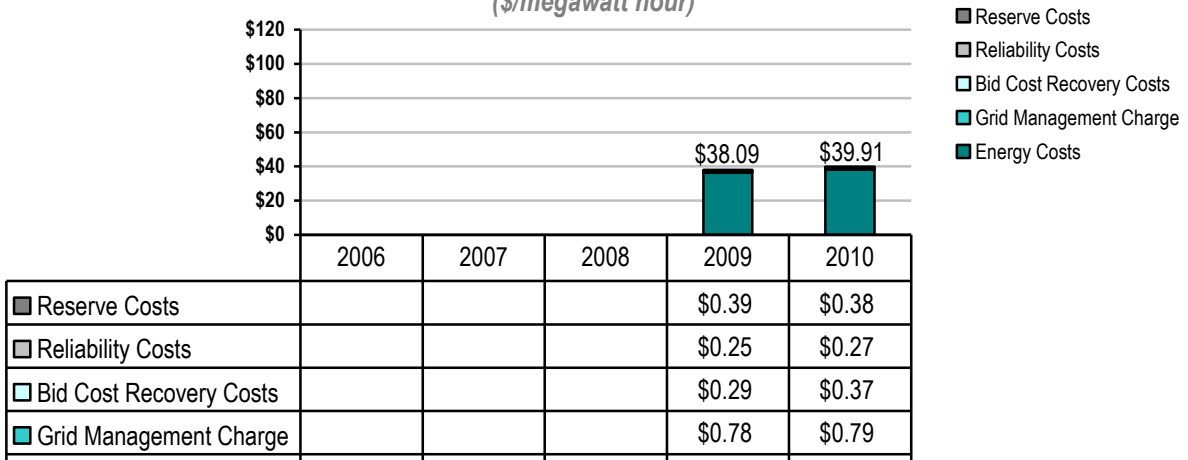 ($/megawatt hour)
$120
$100
$80
$60
$40
$20
$0
$38.09 $39.91
Reserve Costs
Reliability Costs
Bid Cost Recovery Costs
Grid Management Charge
Energy Costs
2006 2007 2008 2009 2010
Reserve Costs $0.39 $0.38
Reliability Costs $0.25 $0.27
Bid Cost Recovery Costs $0.29 $0.37
Grid Management Charge $0.78 $0.79